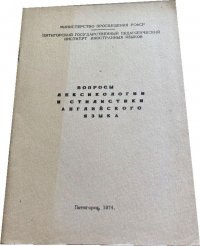 МИНИСТЕРСТВО ПРОСВЕЩЕНИЯ РСФСР
ПЯТИГОРСКИЙ ГОСУДАРСТВЕННЫЙ ПЕДАГОГИЧЕСКИЙ
ИНСТИТУТ ИНОСТРАННЫХ ЯЗЫКОВ
ВОПРОСЫ
ЛЕКСИКОЛОГИИ
И СТИЛИСТИКИ
АНГЛИЙСКОГО
ЯЗЫКА
Пятигорск, 1974.